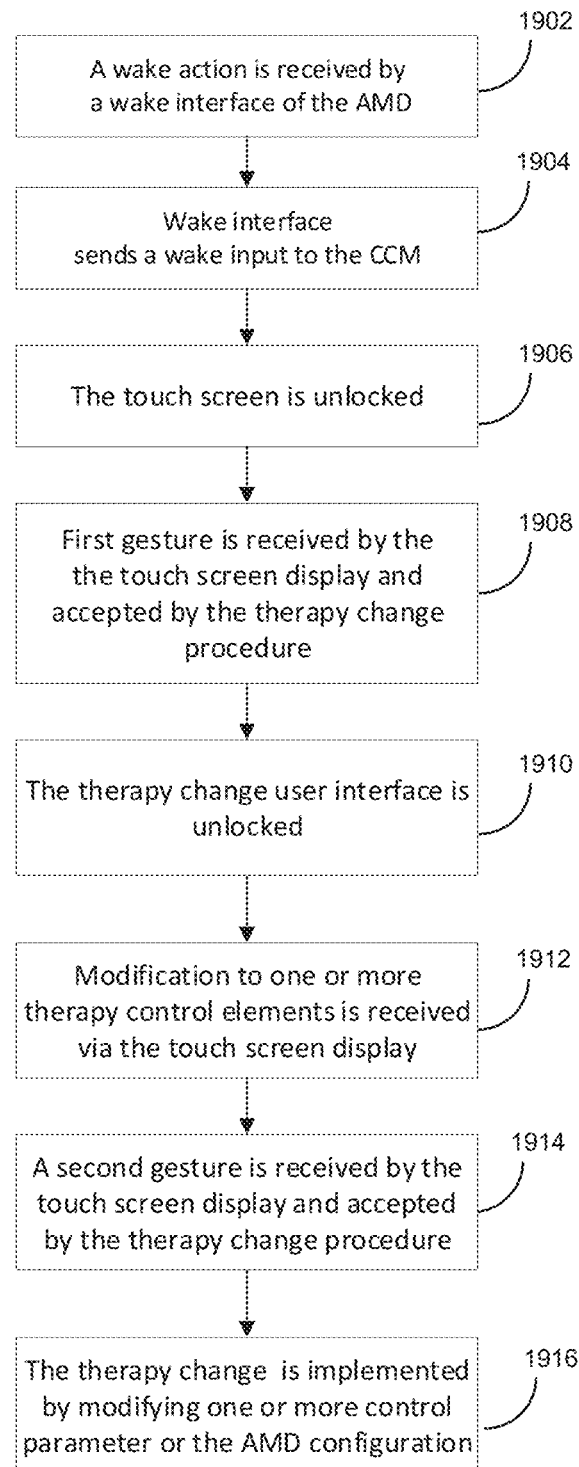 1902
A wake action is received by
a wake interface of the AMD
1904
Wake interface
sends a wake input to the CCM
1906
The touch screen is unlocked
1908
First gesture is received by the
the touch screen display and
accepted by the therapy change
procedure
1910
The therapy change user interface is
unlocked
1912
Modification to one or more
therapy control elements is received
via the touch screen display
1914
A second gesture is received by the
touch screen display and accepted
by the therapy change procedure
1916
The therapy change is implemented
by modifying one or more control
parameter or the AMD configuration